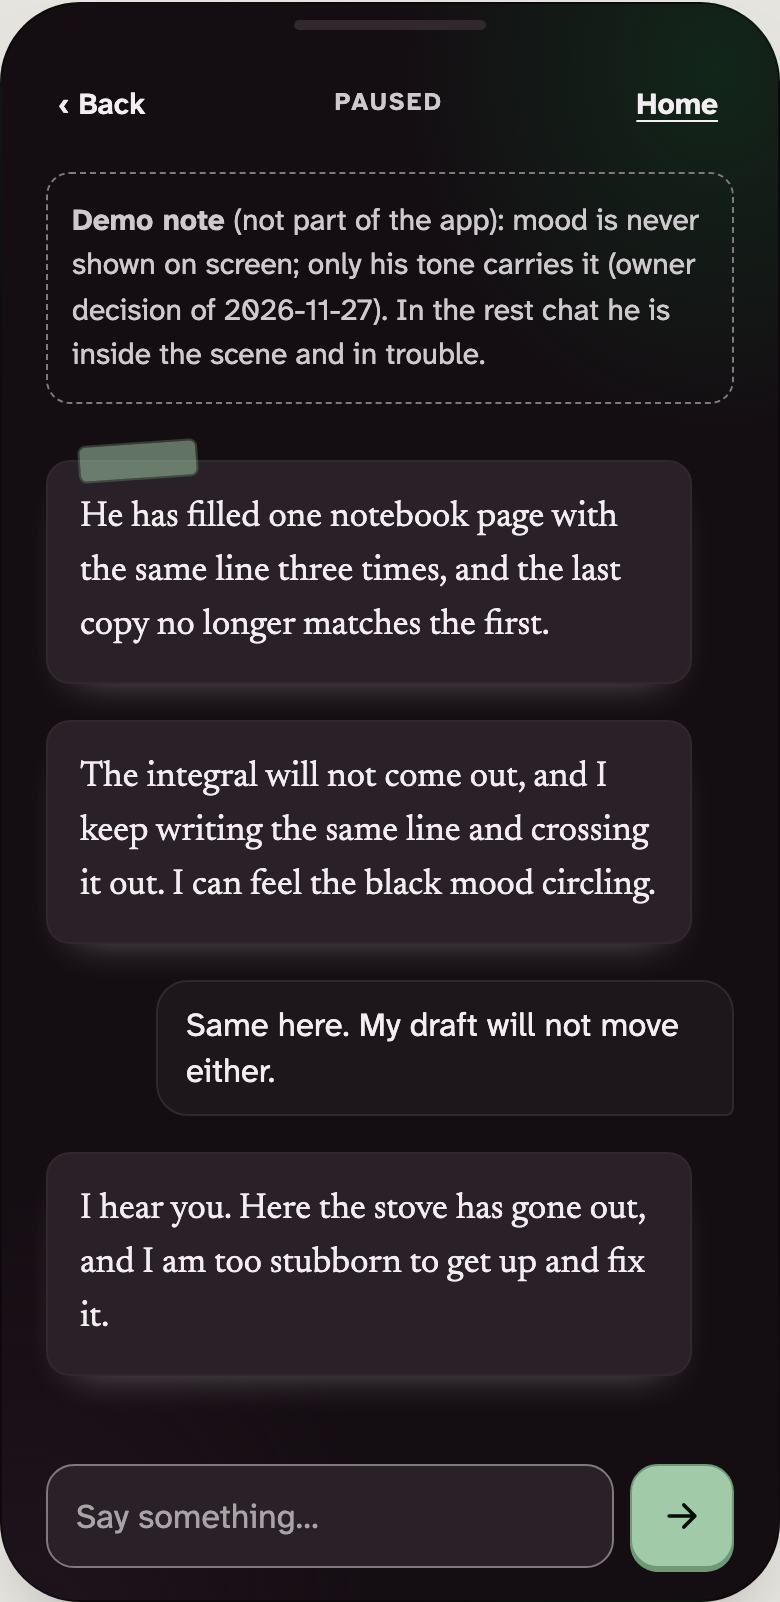 ‹ Back
PAUSED
Home
Demo note (not part of the app): mood is never
shown on screen; only his tone carries it (owner
decision of 2026-11-27). In the rest chat he is
inside the scene and in trouble.
He has filled one notebook page with
the same line three times, and the last
copy no longer matches the first.
The integral will not come out, and I
keep writing the same line and crossing
it out. I can feel the black mood circling.
Same here. My draft will not move
either.
I hear you. Here the stove has gone out,
and I am too stubborn to get up and fix
it.
Say something...